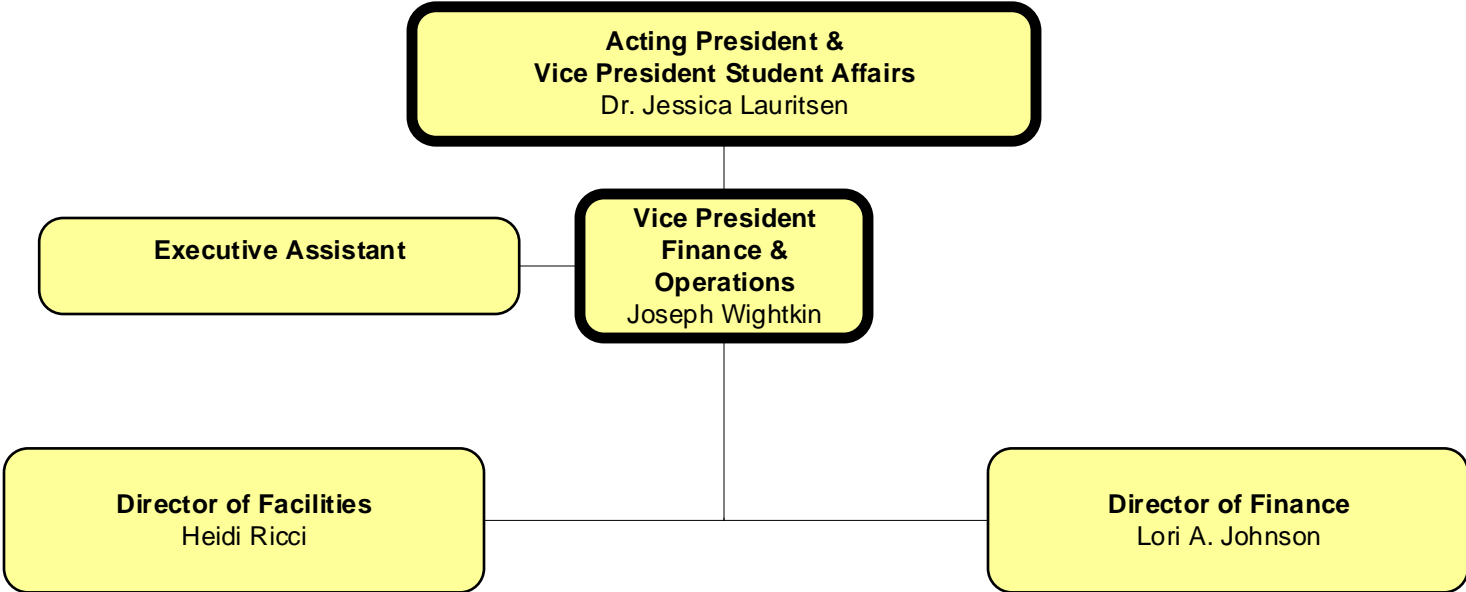 Acting President &
Vice President Student Affairs
Dr. Jessica Lauritsen
Executive Assistant
Vice President
Finance &
Operations
Joseph Wightkin
Director of Facilities
Heidi Ricci
Director of Finance
Lori A. Johnson